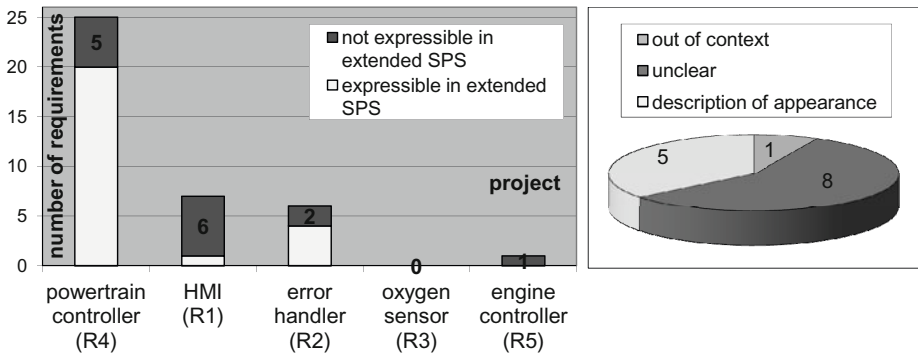 25
20
15
10
5
0
number of requirements
not expressible in
extended SPS
expressible in extended
SPS
project
5
6
2
0
1
powertrain
controller
(R4)
HMI
(R1)
error
handler
(R2)
oxygen
sensor
(R3)
engine
controller
(R5)
out of context
unclear
description of appearance
5
1
8